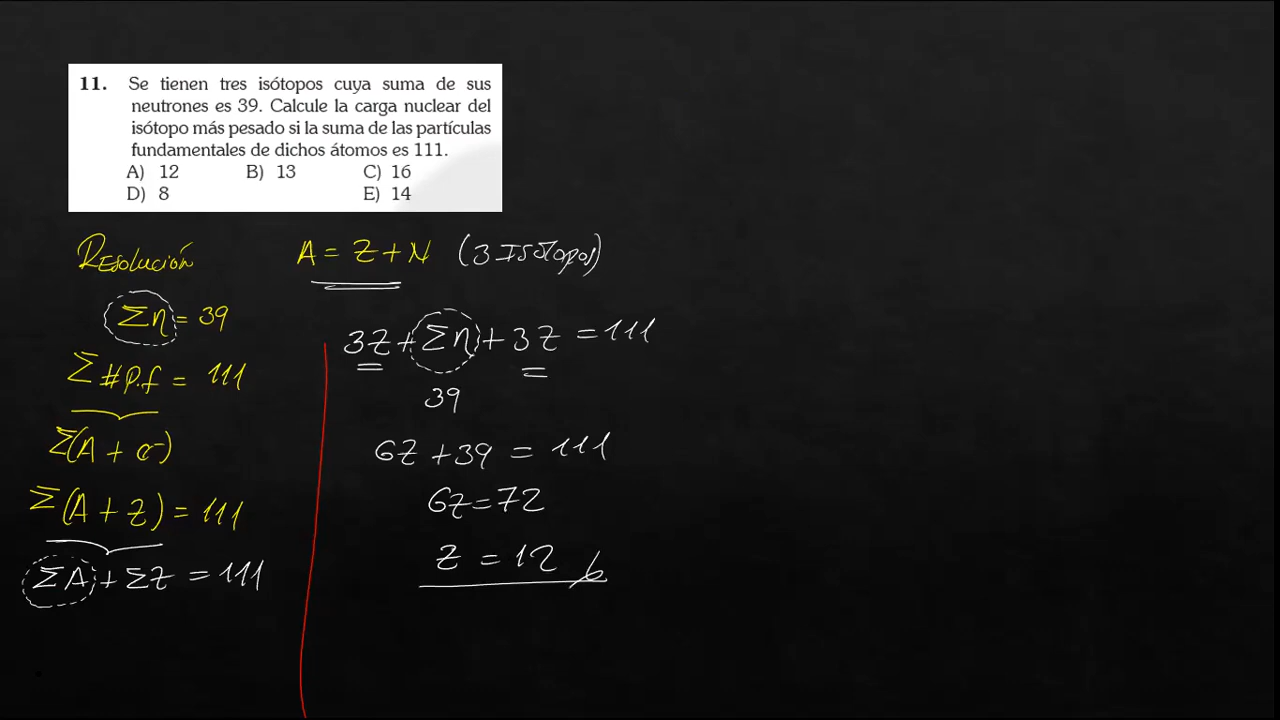 11. Se tienen tres isótopos cuya suma de sus
neutrones es 39. Calcule la carga nuclear del
isótopo más pesado si la suma de las partículas
fundamentales de dichos átomos es 111.
A) 12 B) 13 C) 16
D) 8 E) 14
Resolución
Ση = 39
Σ #p.f = 111
Σ(A + e-)
Σ(A + Z) = 111
ΣA + ΣZ = 111
A = Z + N (3 Isótopos)
3Z + Ση + 3Z = 111
39
6Z + 39 = 111
6Z = 72
Z = 12